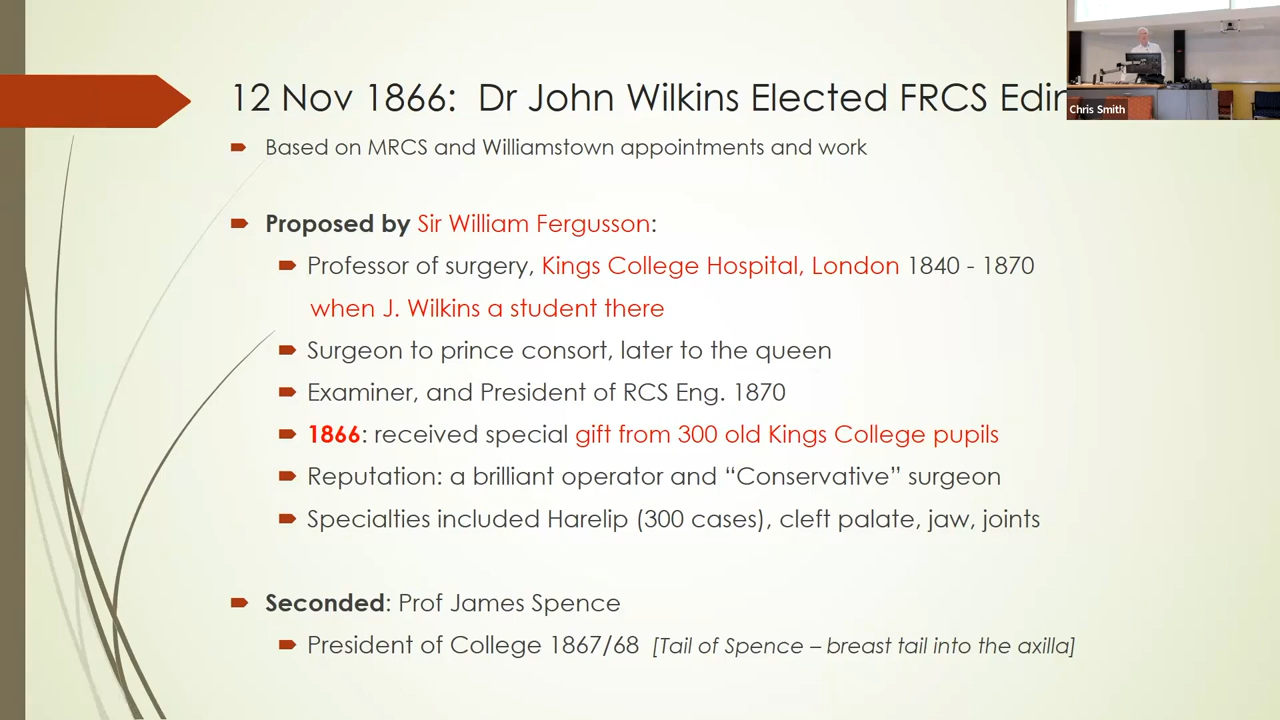 12 Nov 1866: Dr John Wilkins Elected FRCS Edin
Chris Smith
Based on MRCS and Williamstown appointments and work
Proposed by Sir William Fergusson:
Professor of surgery, Kings College Hospital, London 1840 - 1870
when J. Wilkins a student there
Surgeon to prince consort, later to the queen
Examiner, and President of RCS Eng. 1870
1866: received special gift from 300 old Kings College pupils
Reputation: a brilliant operator and “Conservative” surgeon
Specialties included Harelip (300 cases), cleft palate, jaw, joints
Seconded: Prof James Spence
President of College 1867/68 [Tail of Spence – breast tail into the axilla]